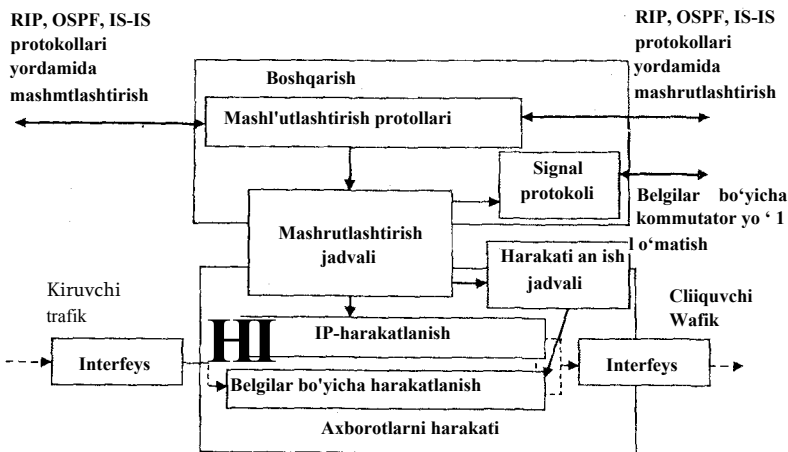 RIP, OSPF, IS-IS
protokollari
yordamida
mashmtlashtirish
RIP, OSPF, IS-IS
protokollari
yordamida
mashrutlashtirish
Boshqarish
Mashl'utlashtirish protollari
Signal
protokoli
Belgilar bo‘yicha
kommutator yo ‘ 1
l o‘matish
Mashrutlashtirish
jadvali
Harakati an ish
jadvali
Kiruvchi
trafik
Cliiquvchi
Wafik
HI
IP-harakatlanish
Interfeys
Interfeys
Belgilar bo'yicha harakatlanish
Axborotlarni harakati